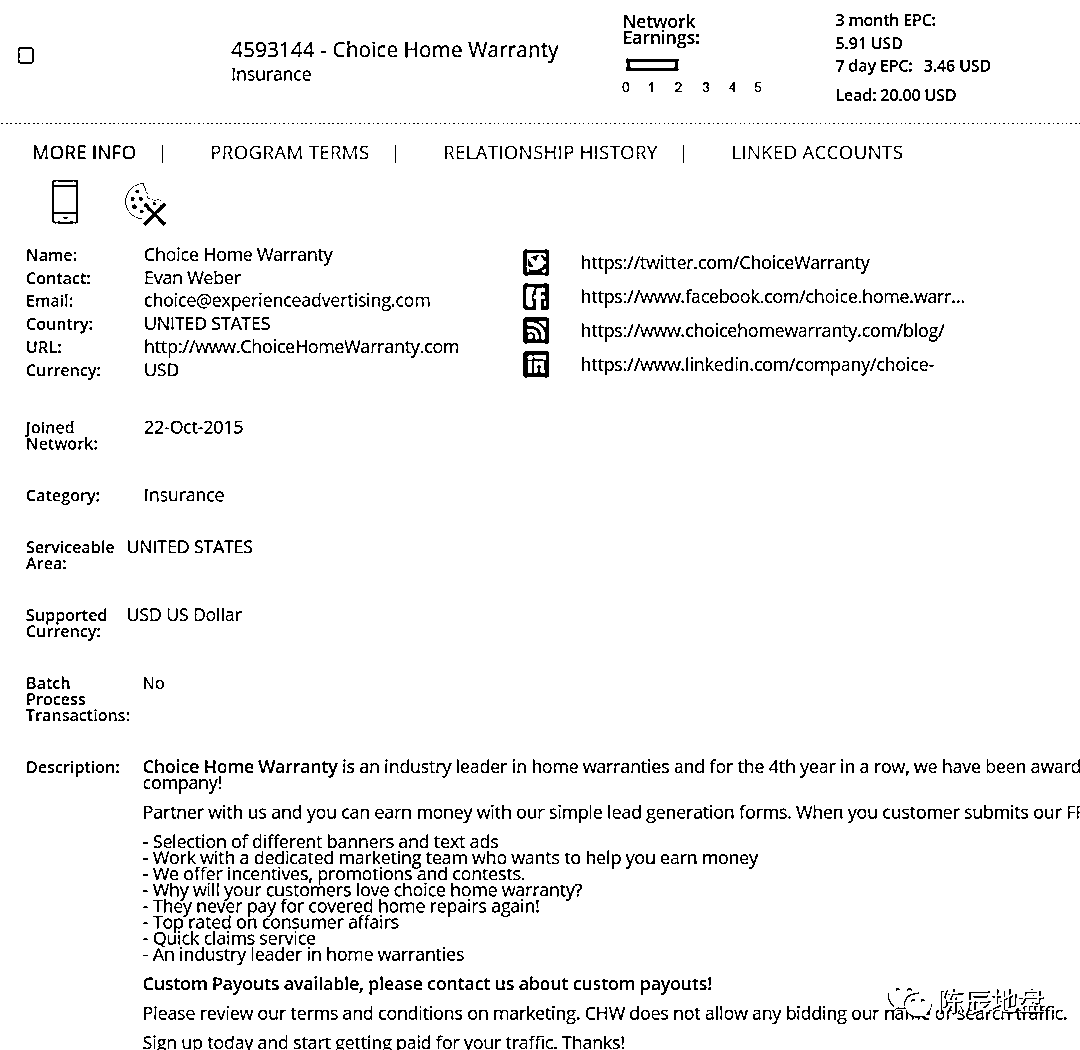 4593144 - Choice Home Warranty
Insurance
Network
Earnings:
0 1 2 3 4 5
3 month EPC:
5.91 USD
7 day EPC: 3.46 USD
Lead: 20.00 USD
MORE INFO | PROGRAM TERMS | RELATIONSHIP HISTORY | LINKED ACCOUNTS
Name: Choice Home Warranty
Contact: Evan Weber
Email: choice@experienceadvertising.com
Country: UNITED STATES
URL: http://www.ChoiceHomeWarranty.com
Currency: USD
https://twitter.com/ChoiceWarranty
https://www.facebook.com/choice.home.warr...
https://www.choicehomewarranty.com/blog/
https://www.linkedin.com/company/choice-
Joined
Network: 22-Oct-2015
Category: Insurance
Serviceable
Area: UNITED STATES
Supported
Currency: USD US Dollar
Batch
Process
Transactions: No
Description: Choice Home Warranty is an industry leader in home warranties and for the 4th year in a row, we have been award
company!
Partner with us and you can earn money with our simple lead generation forms. When you customer submits our FR
- Selection of different banners and text ads
- Work with a dedicated marketing team who wants to help you earn money
- We offer incentives, promotions and contests.
- Why will your customers love choice home warranty?
- They never pay for covered home repairs again!
- Top rated on consumer affairs
- Quick claims service
- An industry leader in home warranties
Custom Payouts available, please contact us about custom payouts!
Please review our terms and conditions on marketing. CHW does not allow any bidding our name or search traffic.
Sign up today and start getting paid for your traffic. Thanks!
陈辰地盘